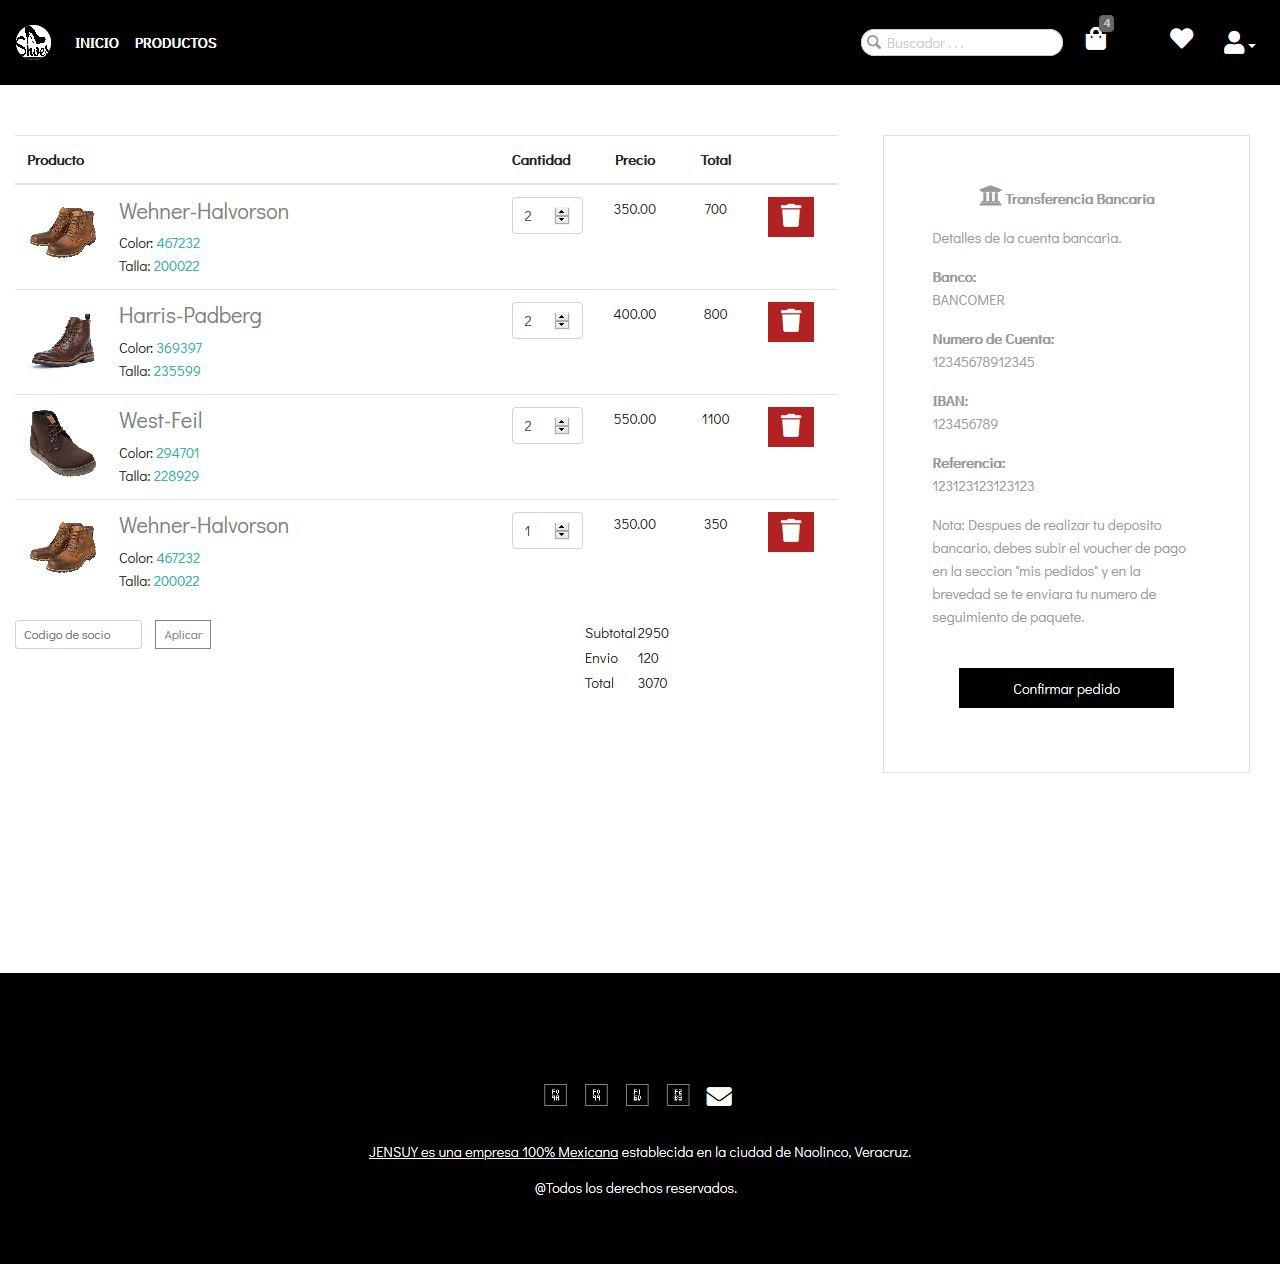 Shoes
INICIO PRODUCTOS
Buscador . . .
4
Producto Cantidad Precio Total
Wehner-Halvorson 2 350.00 700
Color: 467232
Talla: 200022
Harris-Padberg 2 400.00 800
Color: 369397
Talla: 235599
West-Feil 2 550.00 1100
Color: 294701
Talla: 228929
Wehner-Halvorson 1 350.00 350
Color: 467232
Talla: 200022
Codigo de socio Aplicar
Subtotal 2950
Envio 120
Total 3070
Transferencia Bancaria
Detalles de la cuenta bancaria.
Banco:
BANCOMER
Numero de Cuenta:
12345678912345
IBAN:
123456789
Referencia:
123123123123123
Nota: Despues de realizar tu deposito
bancario, debes subir el voucher de pago
en la seccion "mis pedidos" y en la
brevedad se te enviara tu numero de
seguimiento de paquete.
Confirmar pedido
JENSUY es una empresa 100% Mexicana establecida en la ciudad de Naolinco, Veracruz.
@Todos los derechos reservados.